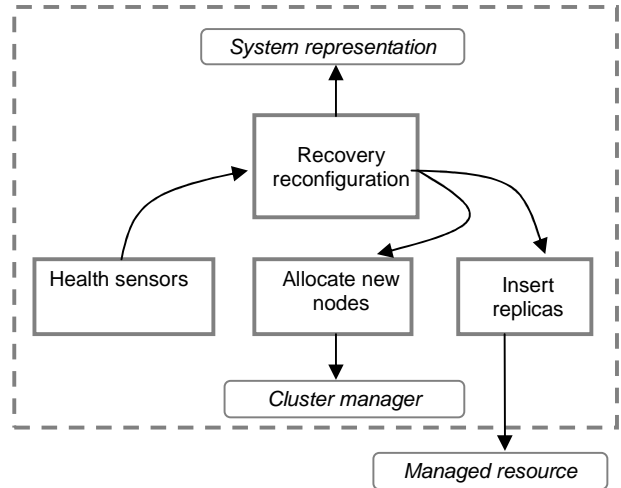 System representation
Recovery
reconfiguration
Health sensors
Allocate new
nodes
Insert
replicas
Cluster manager
Managed resource